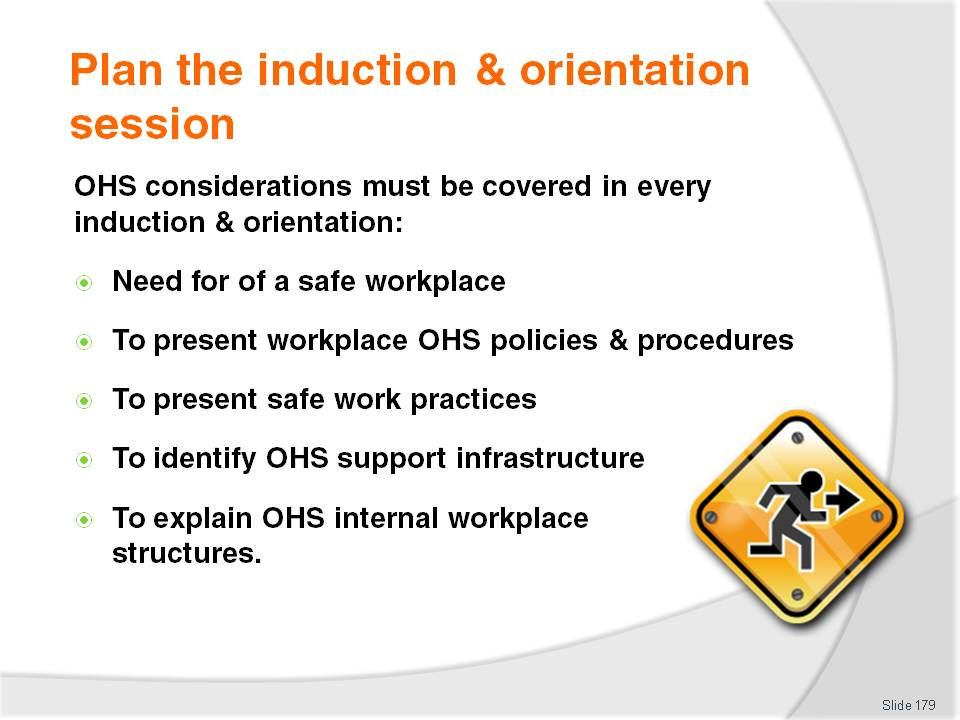 Plan the induction & orientation
session
OHS considerations must be covered in every
induction & orientation:
Need for of a safe workplace
To present workplace OHS policies & procedures
To present safe work practices
To identify OHS support infrastructure
To explain OHS internal workplace
structures.
Slide 179